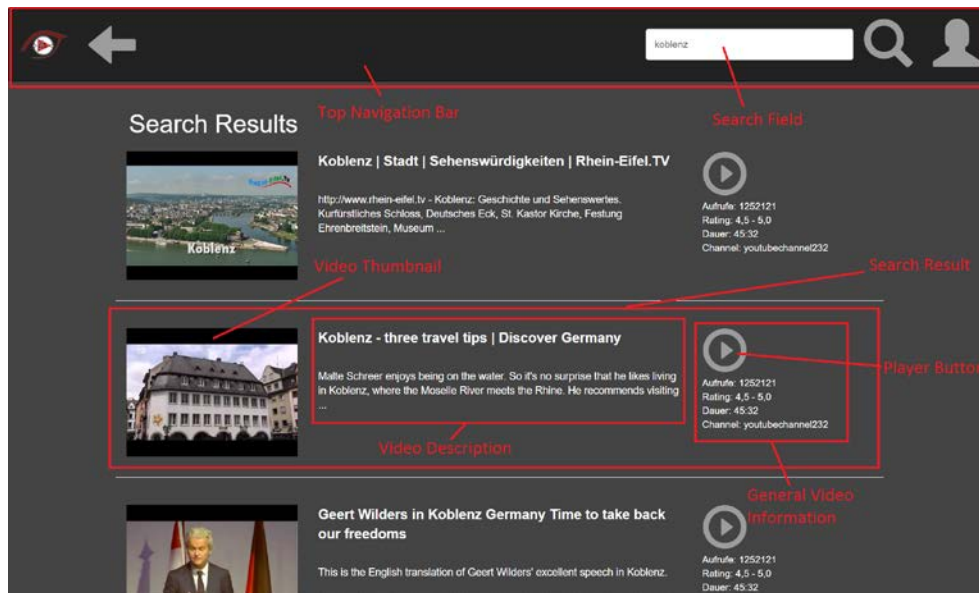 koblenz
Top Navigation Bar
Search Field
Search Results
Koblenz | Stadt | Sehenswürdigkeiten | Rhein-Eifel.TV
http://www.rhein-eifel.tv - Koblenz: Geschichte und Sehenswertes.
Kurfürstliches Schloss, Deutsches Eck, St. Kastor Kirche, Festung
Ehrenbreitstein, Museum ...
Koblenz
Aufrufe: 1252121
Rating: 4,5 - 5,0
Dauer: 45:32
Channel: youtubechannel232
Video Thumbnail
Search Result
Koblenz - three travel tips | Discover Germany
Malte Schreer enjoys being on the water. So it's no surprise that he likes living
in Koblenz, where the Moselle River meets the Rhine. He recommends visiting
...
Player Button
Aufrufe: 1252121
Rating: 4,5 - 5,0
Dauer: 45:32
Channel: youtubechannel232
Video Description
General Video
Information
Geert Wilders in Koblenz Germany Time to take back
our freedoms
This is the English translation of Geert Wilders' excellent speech in Koblenz.
Aufrufe: 1252121
Rating: 4,5 - 5,0
Dauer: 45:32